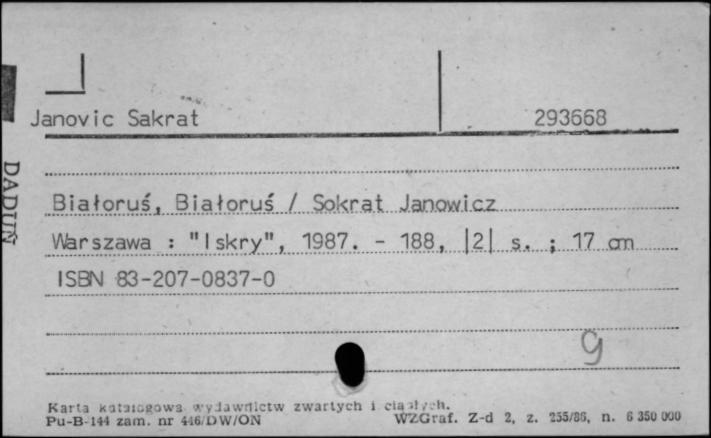 Janovic Sakrat 293668
DADUŃ
Białoruś, Białoruś / Sokrat Janowicz
Warszawa : "Iskry", 1987. - 188, |2| s. ; 17 cm
ISBN 83-207-0837-0
9
Karta katalogowa wydawnictw zwartych i ciągłych.
Pu-B-144 zam. nr 446/DW/ON WZGraf. Z-d 2, z. 255/86, n. 6 350 000